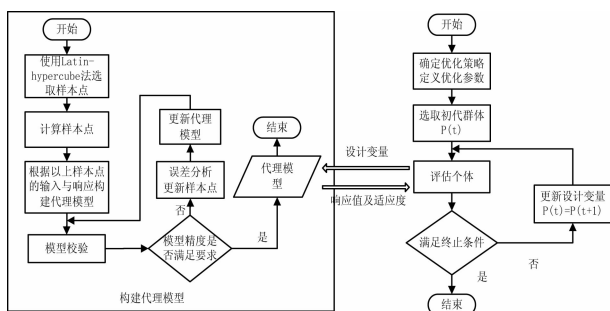 开始
使用Latin-
hypercube法选
取样本点
计算样本点
根据以上样本点
的输入与响应构
建代理模型
模型校验
更新代理
模型
误差分析
更新样本点
否
模型精度是
否满足要求
是
结束
代理模
型
构建代理模型
设计变量
响应值及适应度
开始
确定优化策略
定义优化参数
选取初代群体
P(t)
评估个体
更新设计变量
P(t)=P(t+1)
满足终止条件
否
是
结束